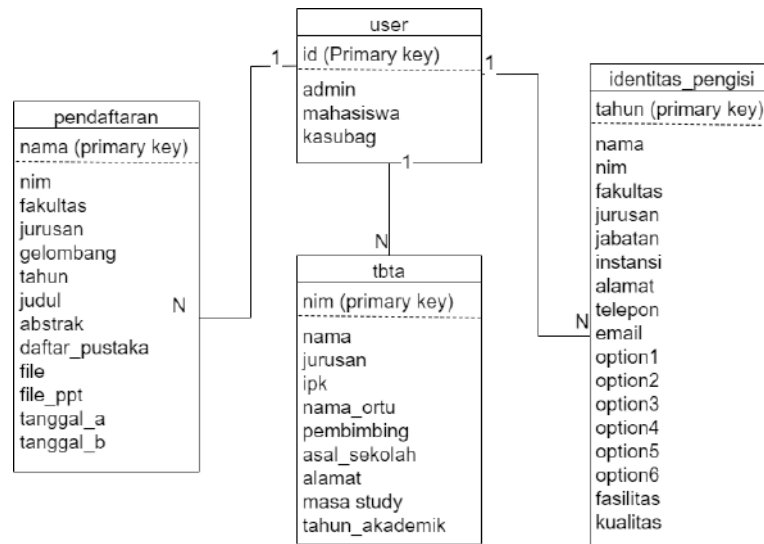 user
id (Primary key)
admin
mahasiswa
kasubag
1
1
1
pendaftaran
nama (primary key)
nim
fakultas
jurusan
gelombang
tahun
judul
abstrak
daftar_pustaka
file
file_ppt
tanggal_a
tanggal_b
N
N
tbta
nim (primary key)
nama
jurusan
ipk
nama_ortu
pembimbing
asal_sekolah
alamat
masa study
tahun_akademik
identitas_pengisi
tahun (primary key)
nama
nim
fakultas
jurusan
jabatan
instansi
alamat
telepon
N
email
option1
option2
option3
option4
option5
option6
fasilitas
kualitas